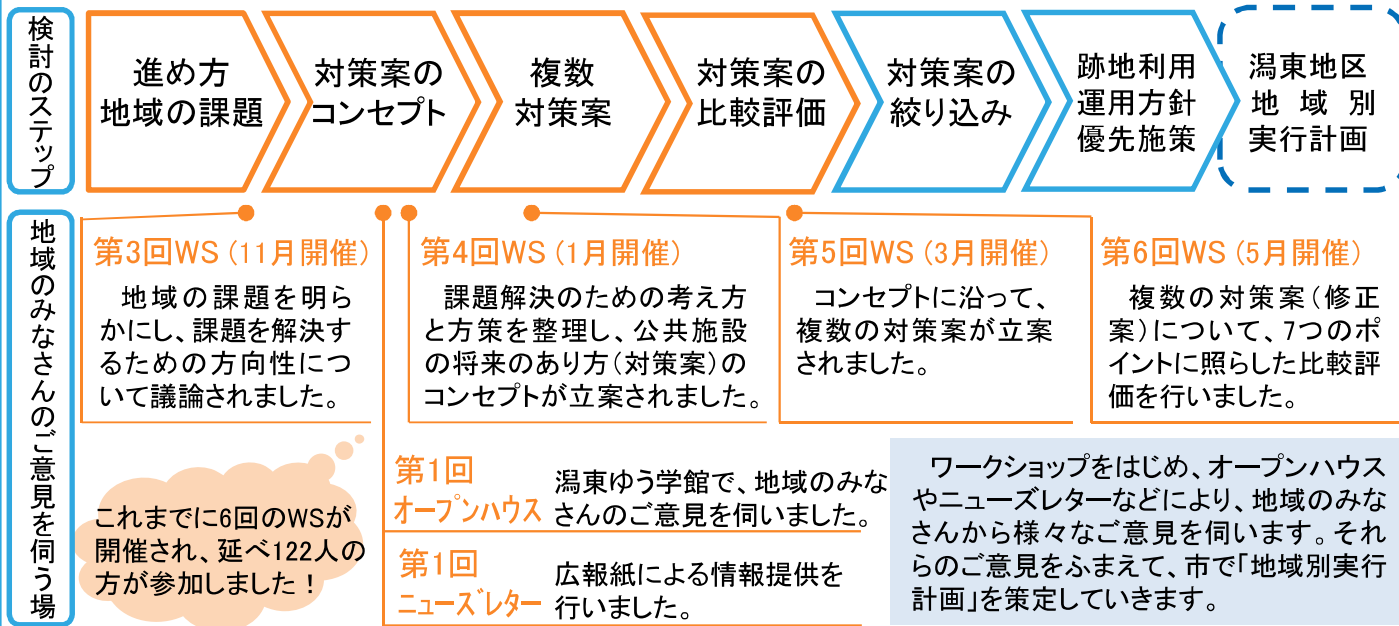 検討のステップ
進め方
地域の課題
対策案の
コンセプト
複数
対策案
対策案の
比較評価
対策案の
絞り込み
跡地利用
運用方針
優先施策
潟東地区
地域別
実行計画
地域のみなさんのご意見を伺う場
第3回WS(11月開催)
地域の課題を明ら
かにし、課題を解決す
るための方向性につ
いて議論されました。
第4回WS(1月開催)
課題解決のための考え方
と方策を整理し、公共施設
の将来のあり方(対策案)の
コンセプトが立案されました。
第5回WS(3月開催)
コンセプトに沿って、
複数の対策案が立案
されました。
第6回WS(5月開催)
複数の対策案(修正
案)について、7つのポ
イントに照らした比較評
価を行いました。
これまでに6回のWSが
開催され、延べ122人の
方が参加しました!
第1回
オープンハウス
潟東ゆう学館で、地域のみな
さんのご意見を伺いました。
第1回
ニューズレター
広報紙による情報提供を
行いました。
ワークショップをはじめ、オープンハウス
やニューズレターなどにより、地域のみな
さんから様々なご意見を伺います。それ
らのご意見をふまえて、市で「地域別実行
計画」を策定していきます。